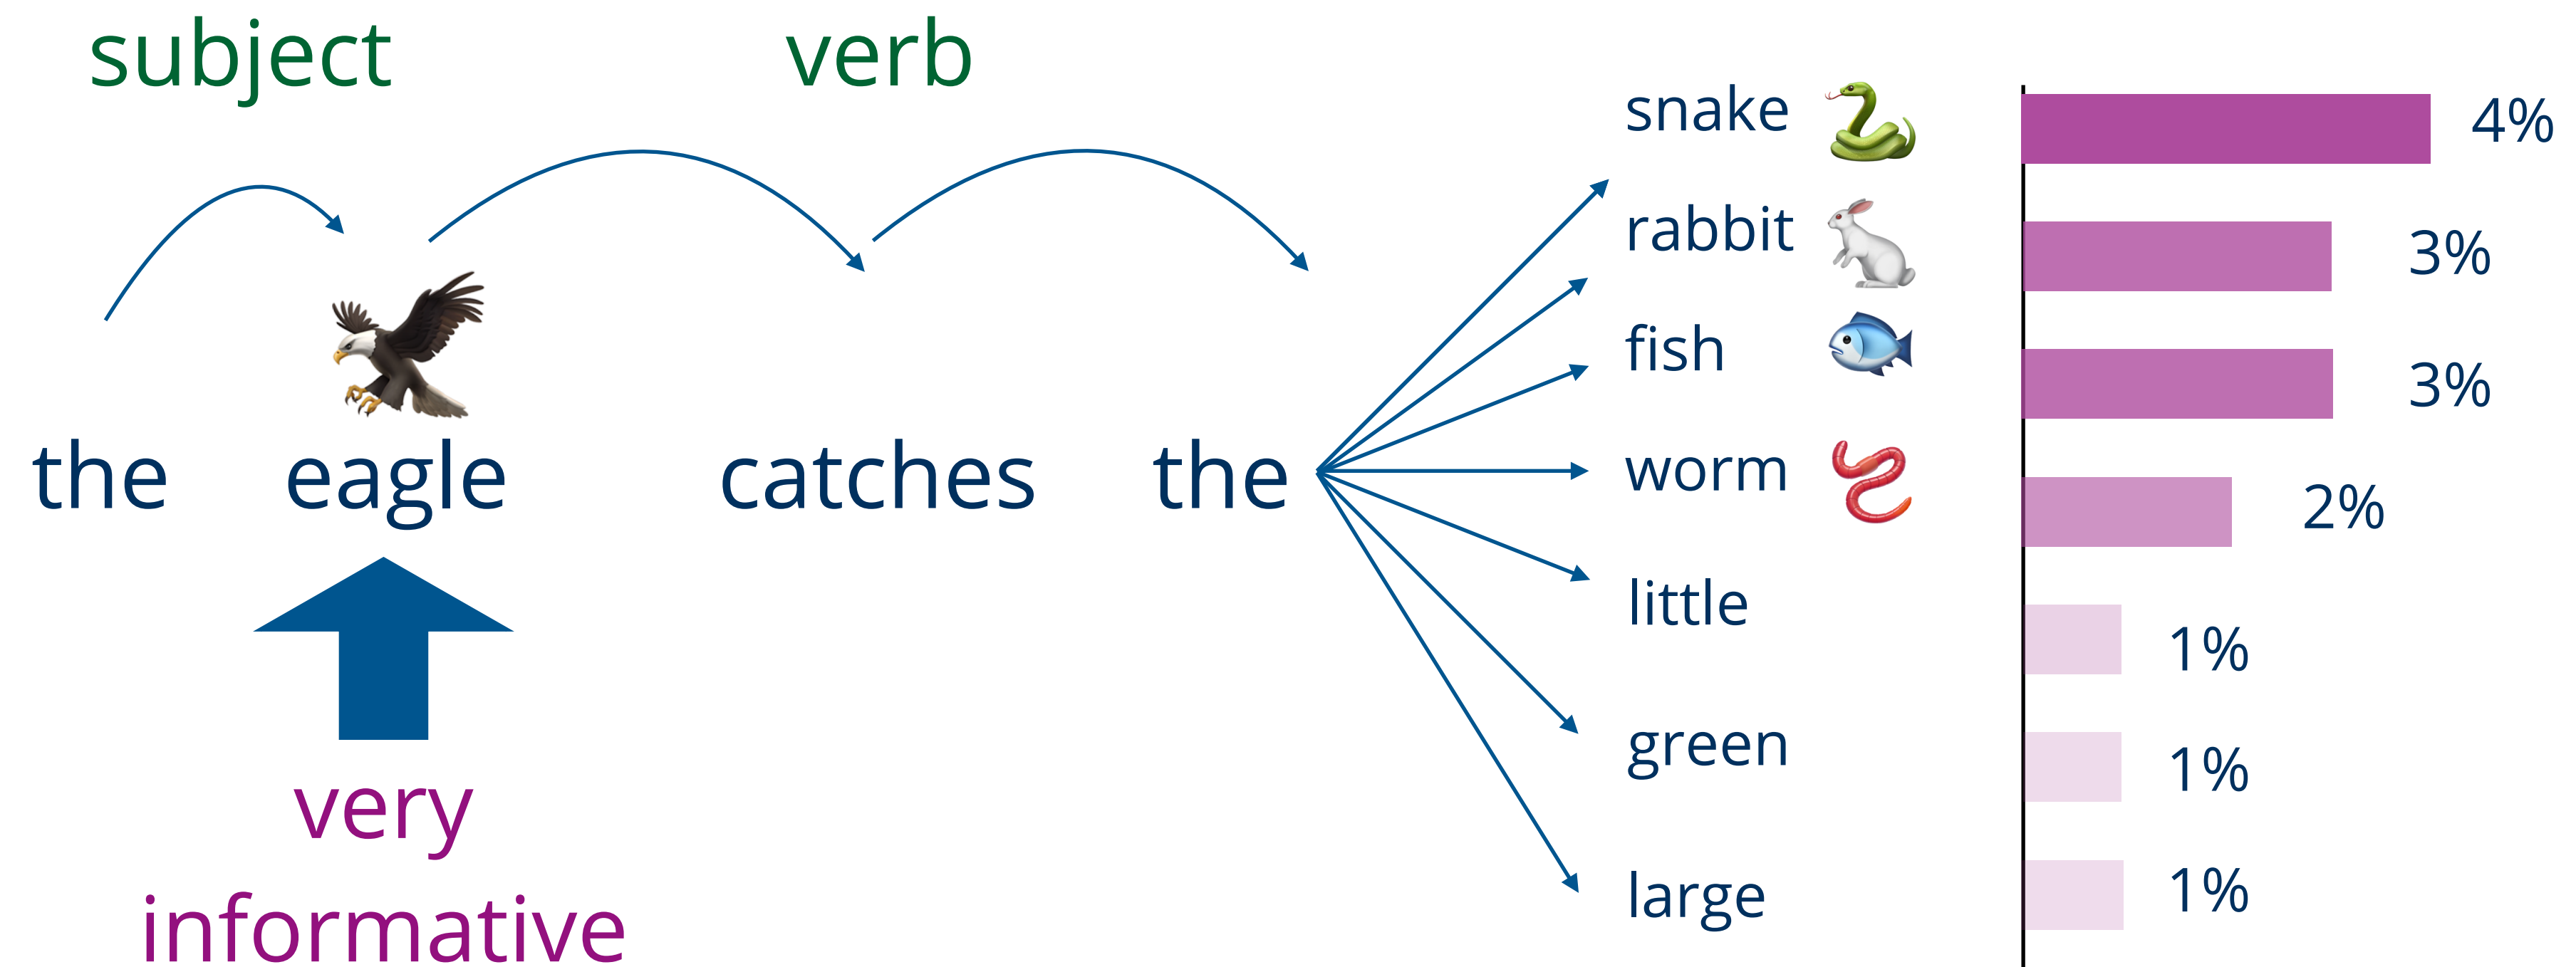 subject
verb
the
eagle
catches
the
very
informative
snake
4%
rabbit
3%
fish
3%
worm
2%
little
1%
green
1%
large
1%